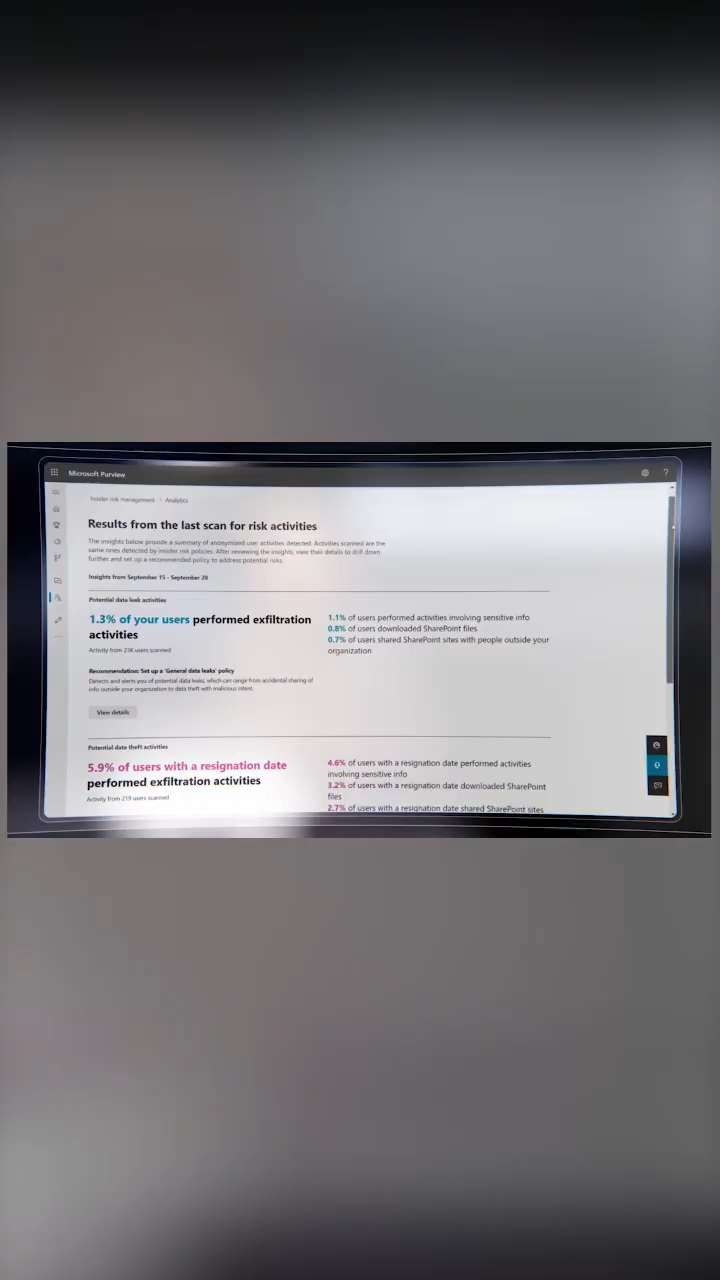 Microsoft Purview
?
Insider risk management > Analytics
Results from the last scan for risk activities
The insights below provide a summary of anonymized user activities detected. Activities scanned are the
same ones detected by insider risk policies. After reviewing the insights, view their details to drill down
further and set up a recommended policy to address potential risks.
Insights from September 15 - September 28
Potential data leak activities
1.3% of your users performed exfiltration
activities
Activity from users scanned
1.1% of users performed activities involving sensitive info
0.8% of users downloaded SharePoint files
0.7% of users shared SharePoint sites with people outside your
organization
Recommendation: Set up a 'General data leaks' policy
Detects and alerts you of potential data leaks, which can range from accidental sharing of
info outside your organization to data theft with malicious intent.
View details
Potential data theft activities
5.9% of users with a resignation date
performed exfiltration activities
Activity from 219 users scanned
4.6% of users with a resignation date performed activities
involving sensitive info
3.2% of users with a resignation date downloaded SharePoint
files
2.7% of users with a resignation date shared SharePoint sites